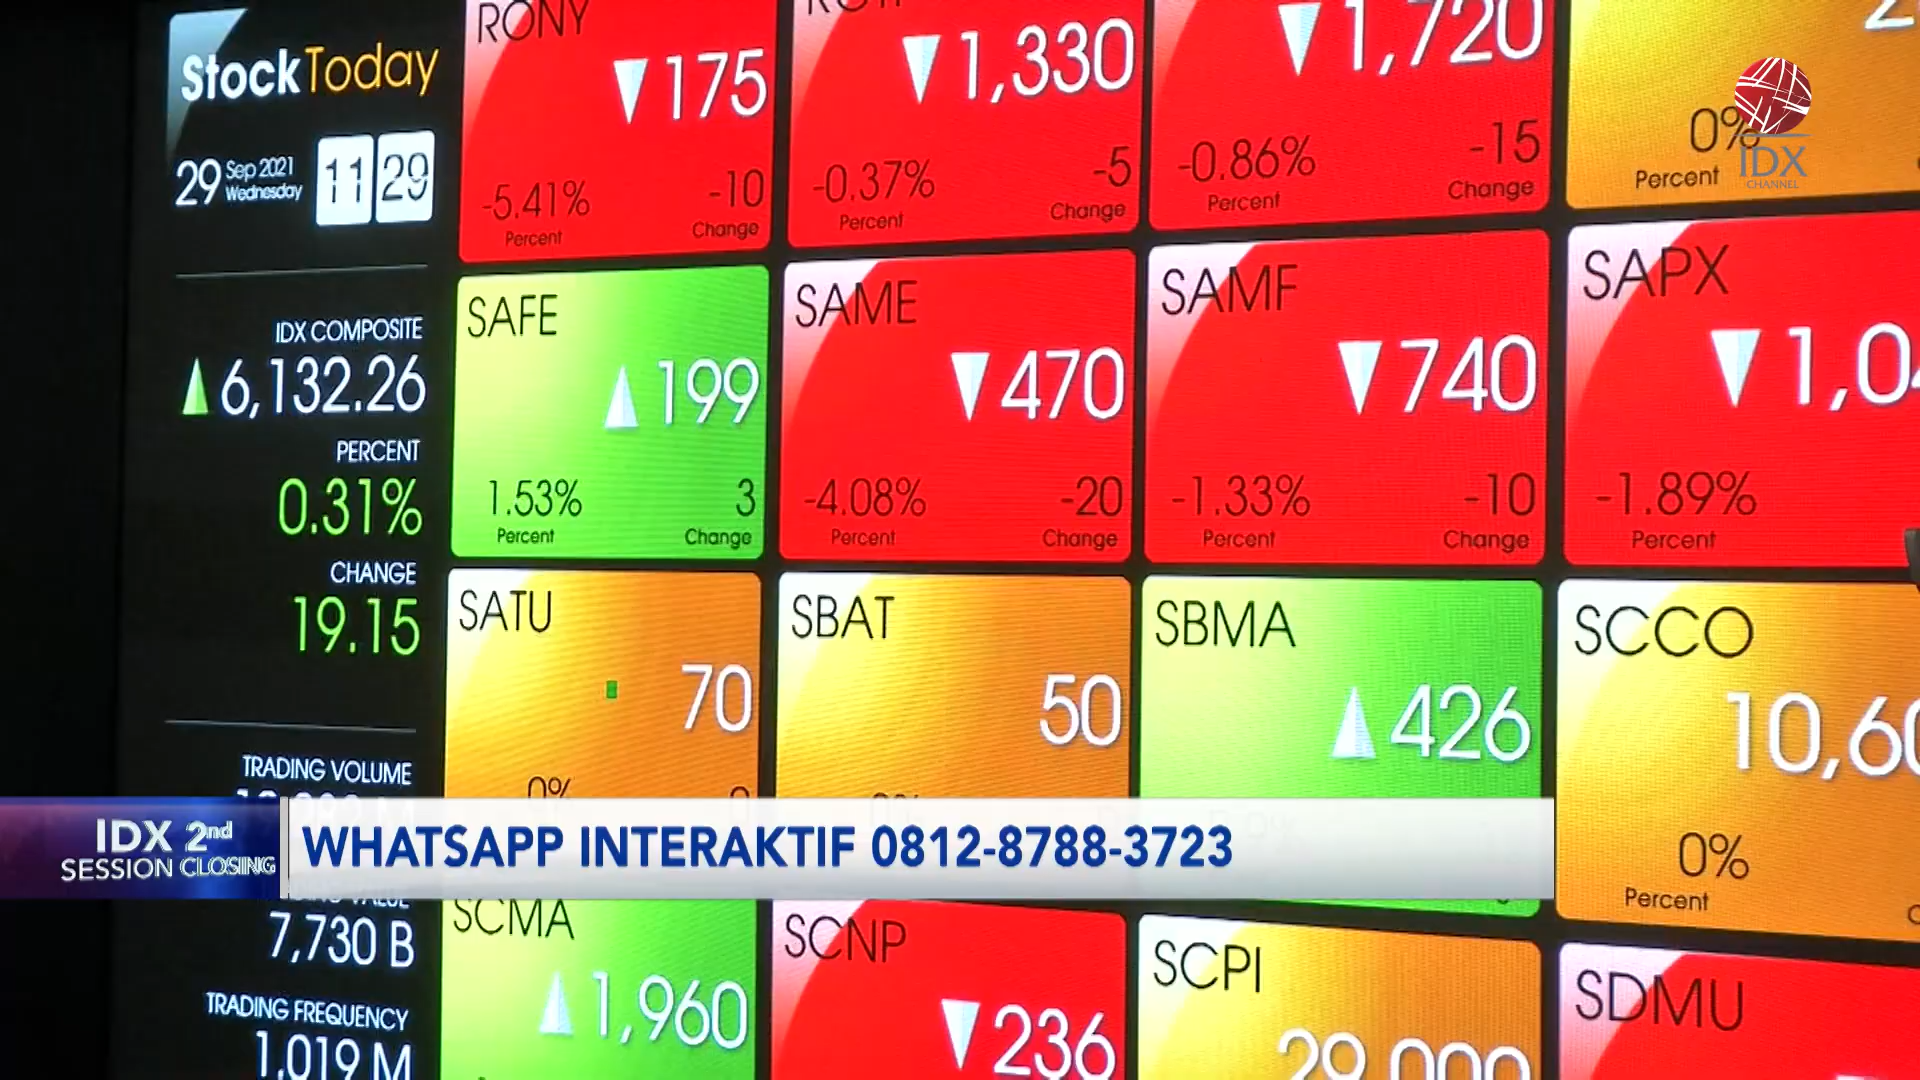 StockToday
29 Sep 2021 Wednesday 11 29
IDX COMPOSITE
6,132.26
PERCENT
0.31%
CHANGE
19.15
TRADING VOLUME
7,730 B
TRADING FREQUENCY
1,019 M
RONY
175
-5.41% -10
Percent Change
1,330
-0.37% -5
Percent Change
1,720
-0.86% -15
Percent Change
0%
Percent
IDX
CHANNEL
SAFE
199
1.53% 3
Percent Change
SAME
470
-4.08% -20
Percent Change
SAMF
740
-1.33% -10
Percent Change
SAPX
-1.89%
Percent
SATU
70
0%
SBAT
50
SBMA
426
SCCO
0%
Percent
SCMA
1,960
SCNP
236
SCPI
29,000
SDMU
IDX 2nd
SESSION CLOSING
WHATSAPP INTERAKTIF 0812-8788-3723